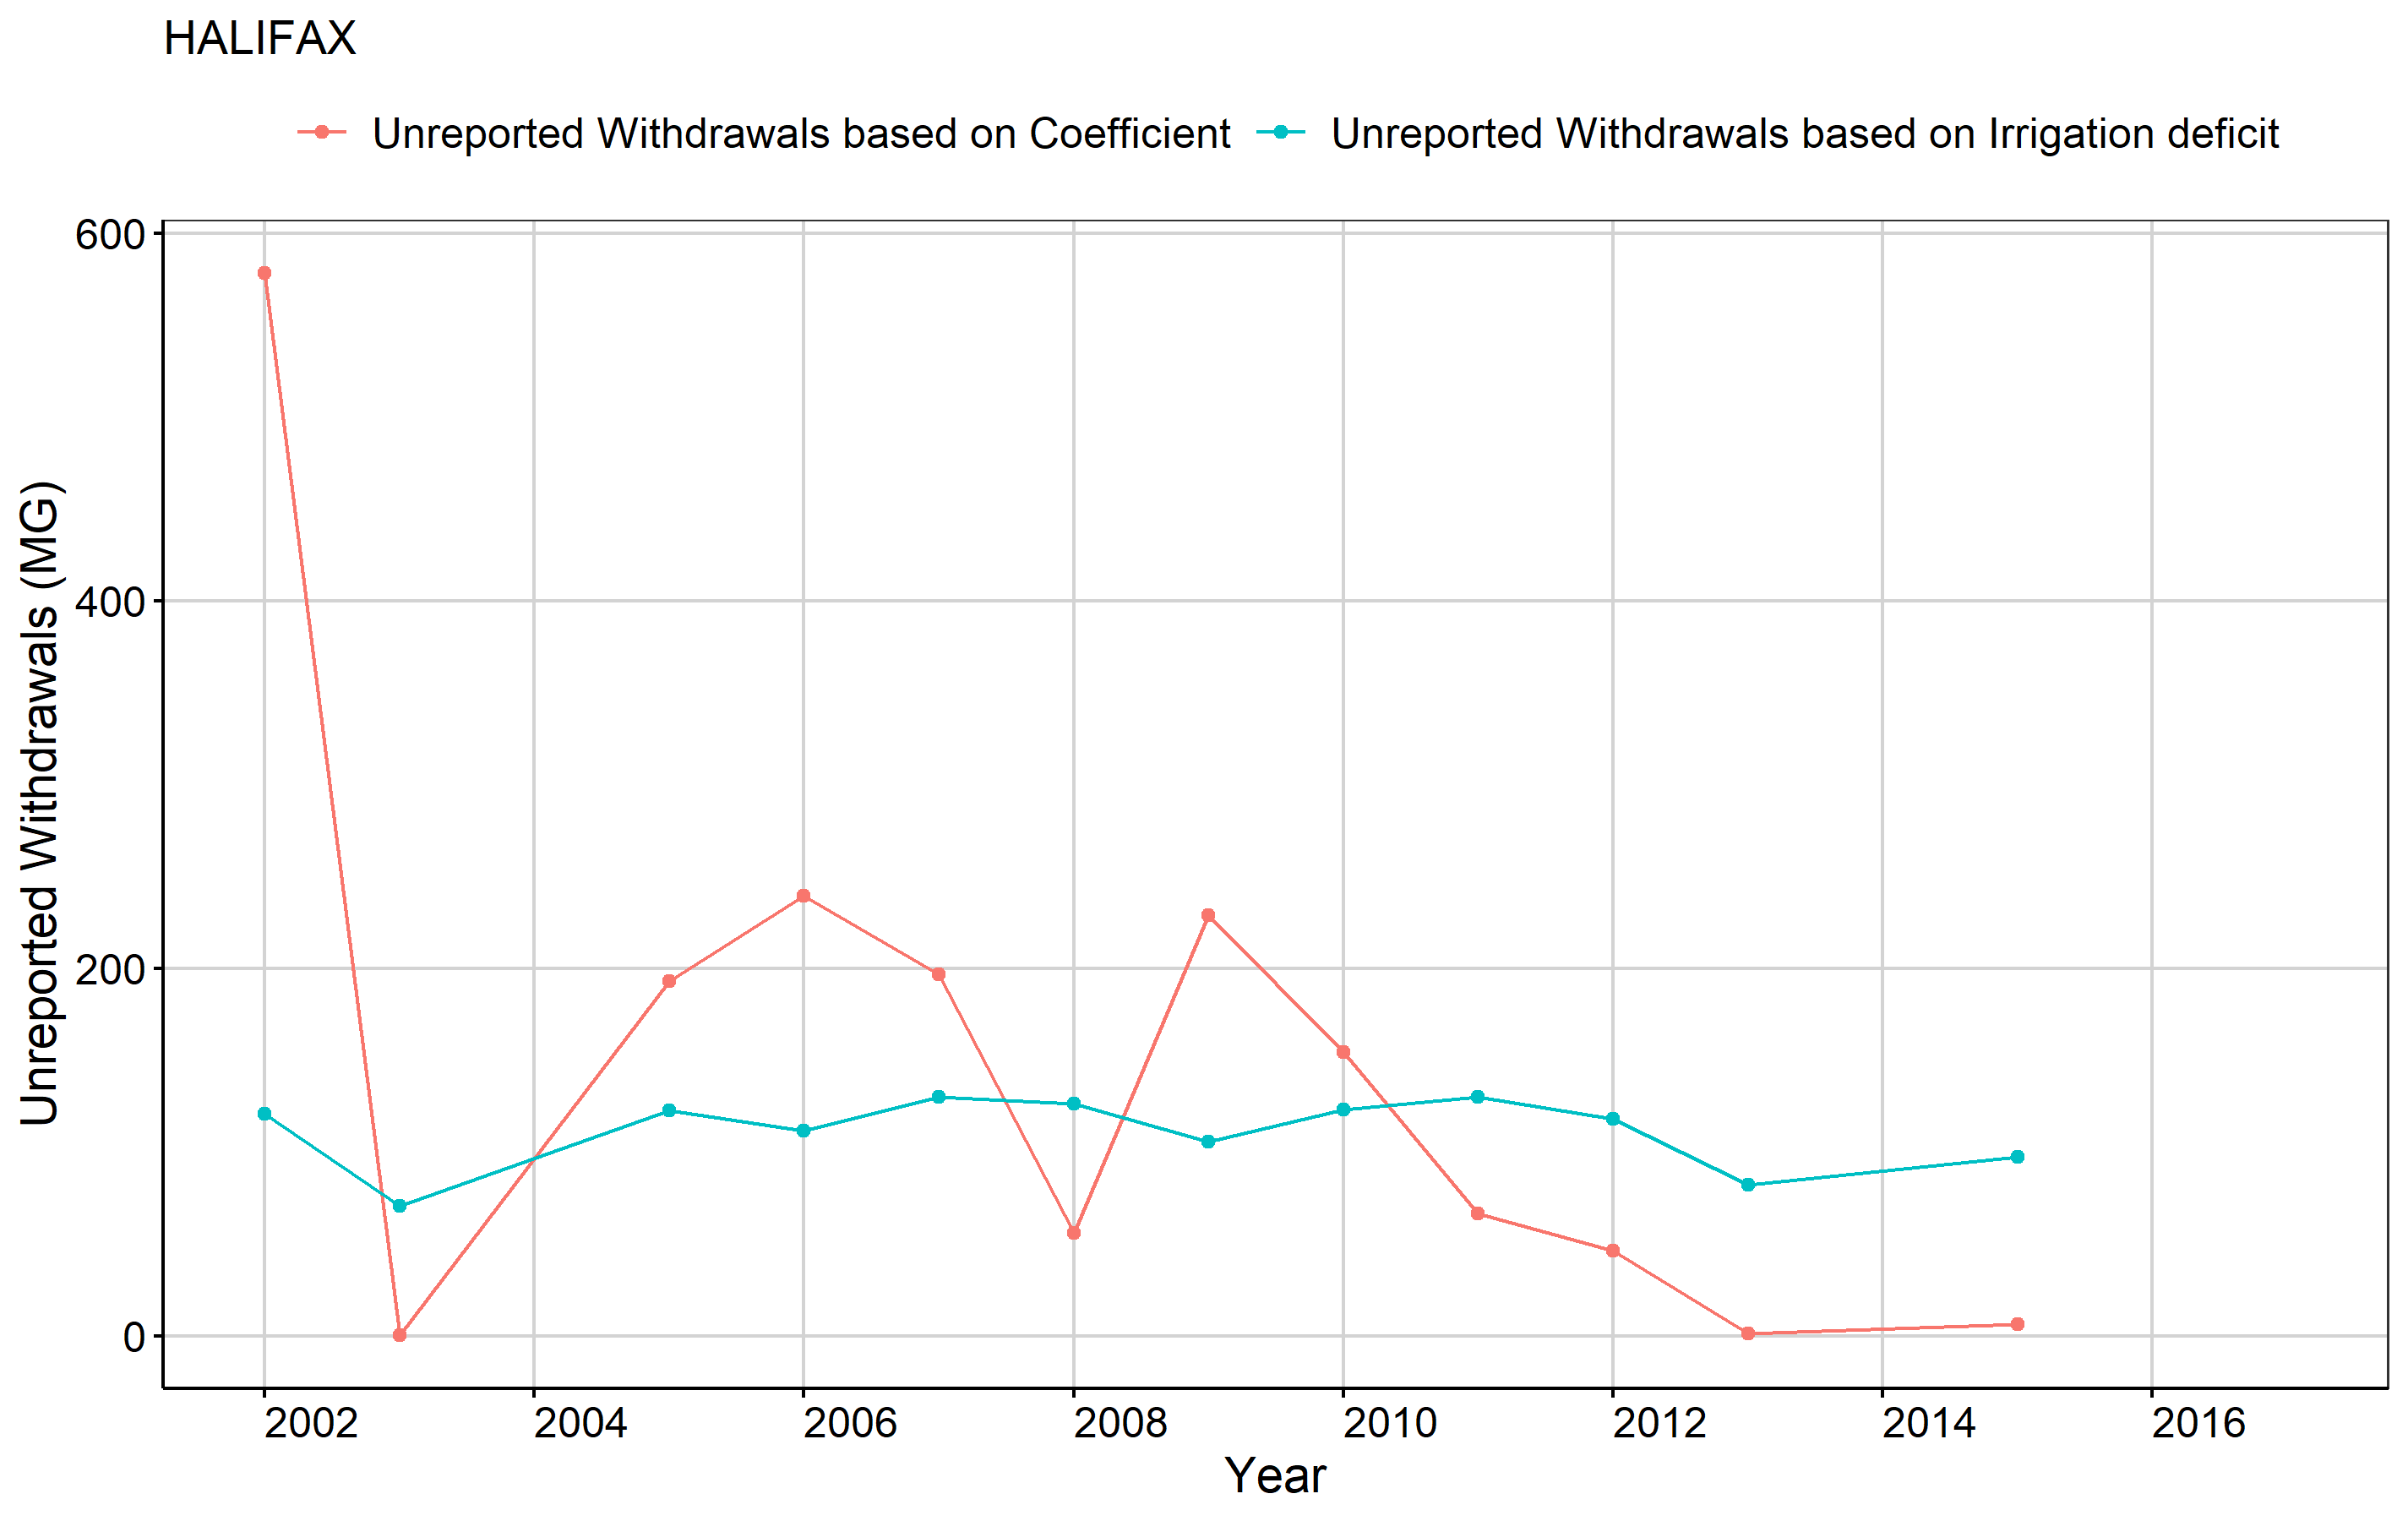 HALIFAX
Unreported Withdrawals based on Coefficient Unreported Withdrawals based on Irrigation deficit
Unreported Withdrawals (MG)
600
400
200
0
2002 2004 2006 2008 2010 2012 2014 2016
Year